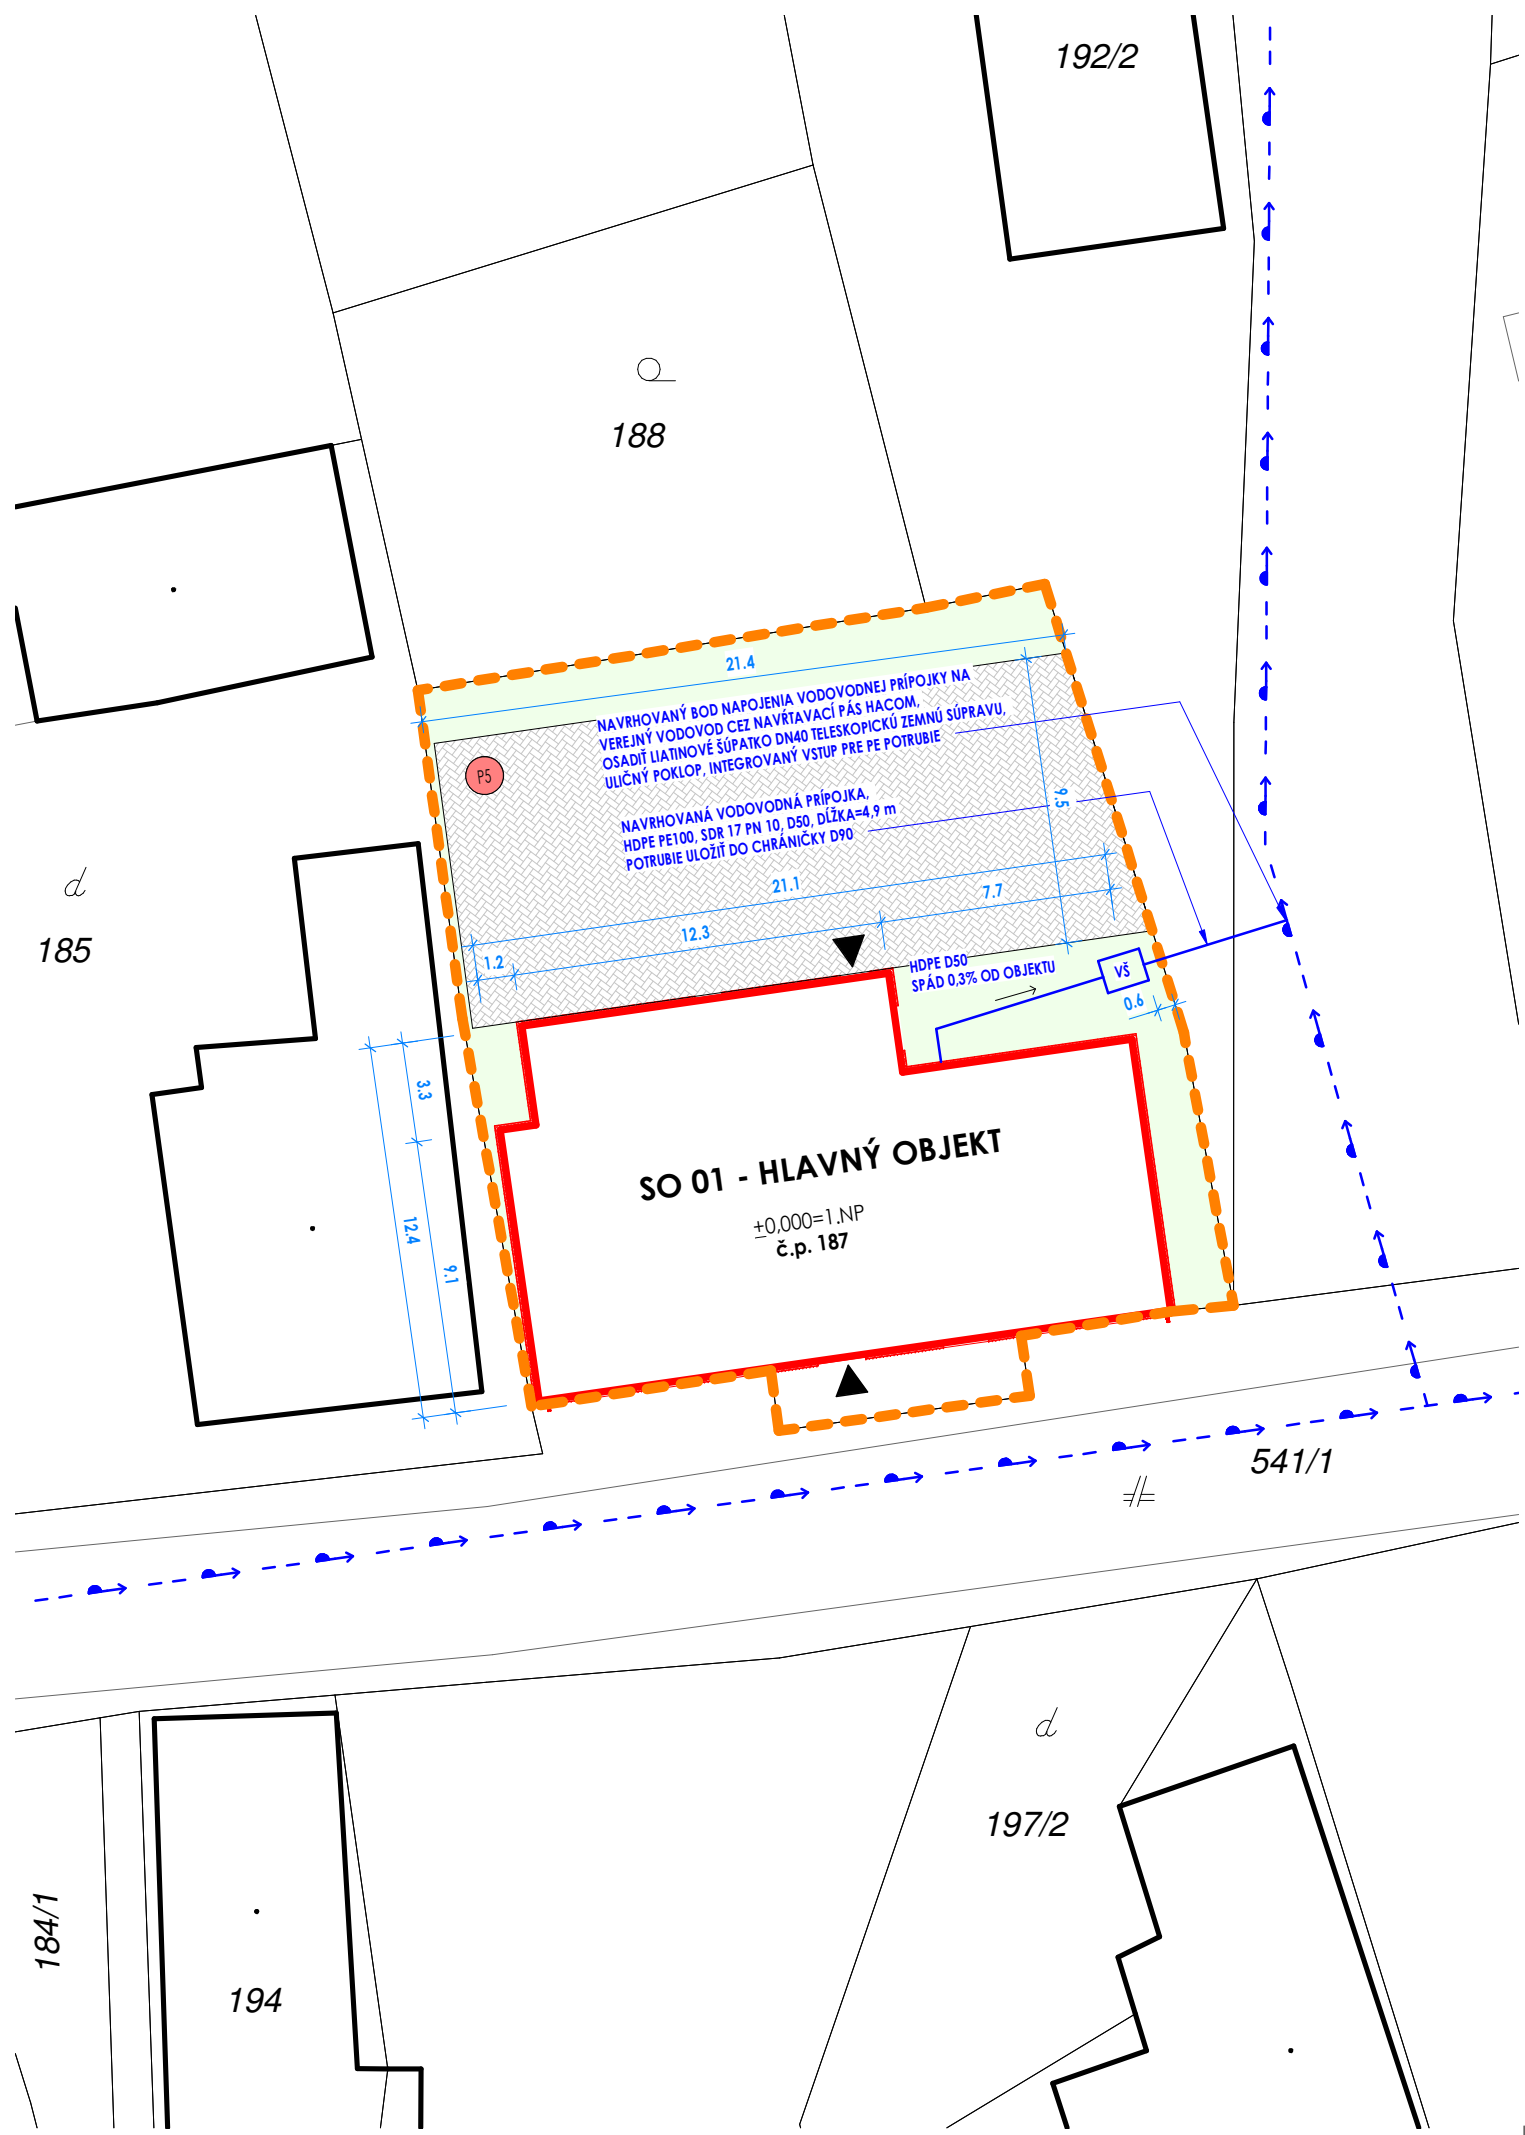 192/2
188
21.4
NAVRHOVANÝ BOD NAPOJENIA VODOVODNEJ PRÍPOJKY NA
VEREJNÝ VODOVOD CEZ NAVŔTAVACÍ PÁS HACOM,
OSADIŤ LIATINOVÉ ŠÚPATKO DN40 TELESKOPICKÚ ZEMNÚ SÚPRAVU,
ULIČNÝ POKLOP, INTEGROVANÝ VSTUP PRE PE POTRUBIE
P5
9.5
NAVRHOVANÁ VODOVODNÁ PRÍPOJKA,
HDPE PE100, SDR 17 PN 10, D50, DĹŽKA=4,9 m
POTRUBIE ULOŽIŤ DO CHRÁNIČKY D90
d
185
21.1
7.7
12.3
1.2
HDPE D50
SPÁD 0,3% OD OBJEKTU
VŠ
0.6
3.3
12.4
9.1
SO 01 - HLAVNÝ OBJEKT
±0,000=1.NP
č.p. 187
541/1
d
197/2
184/1
194